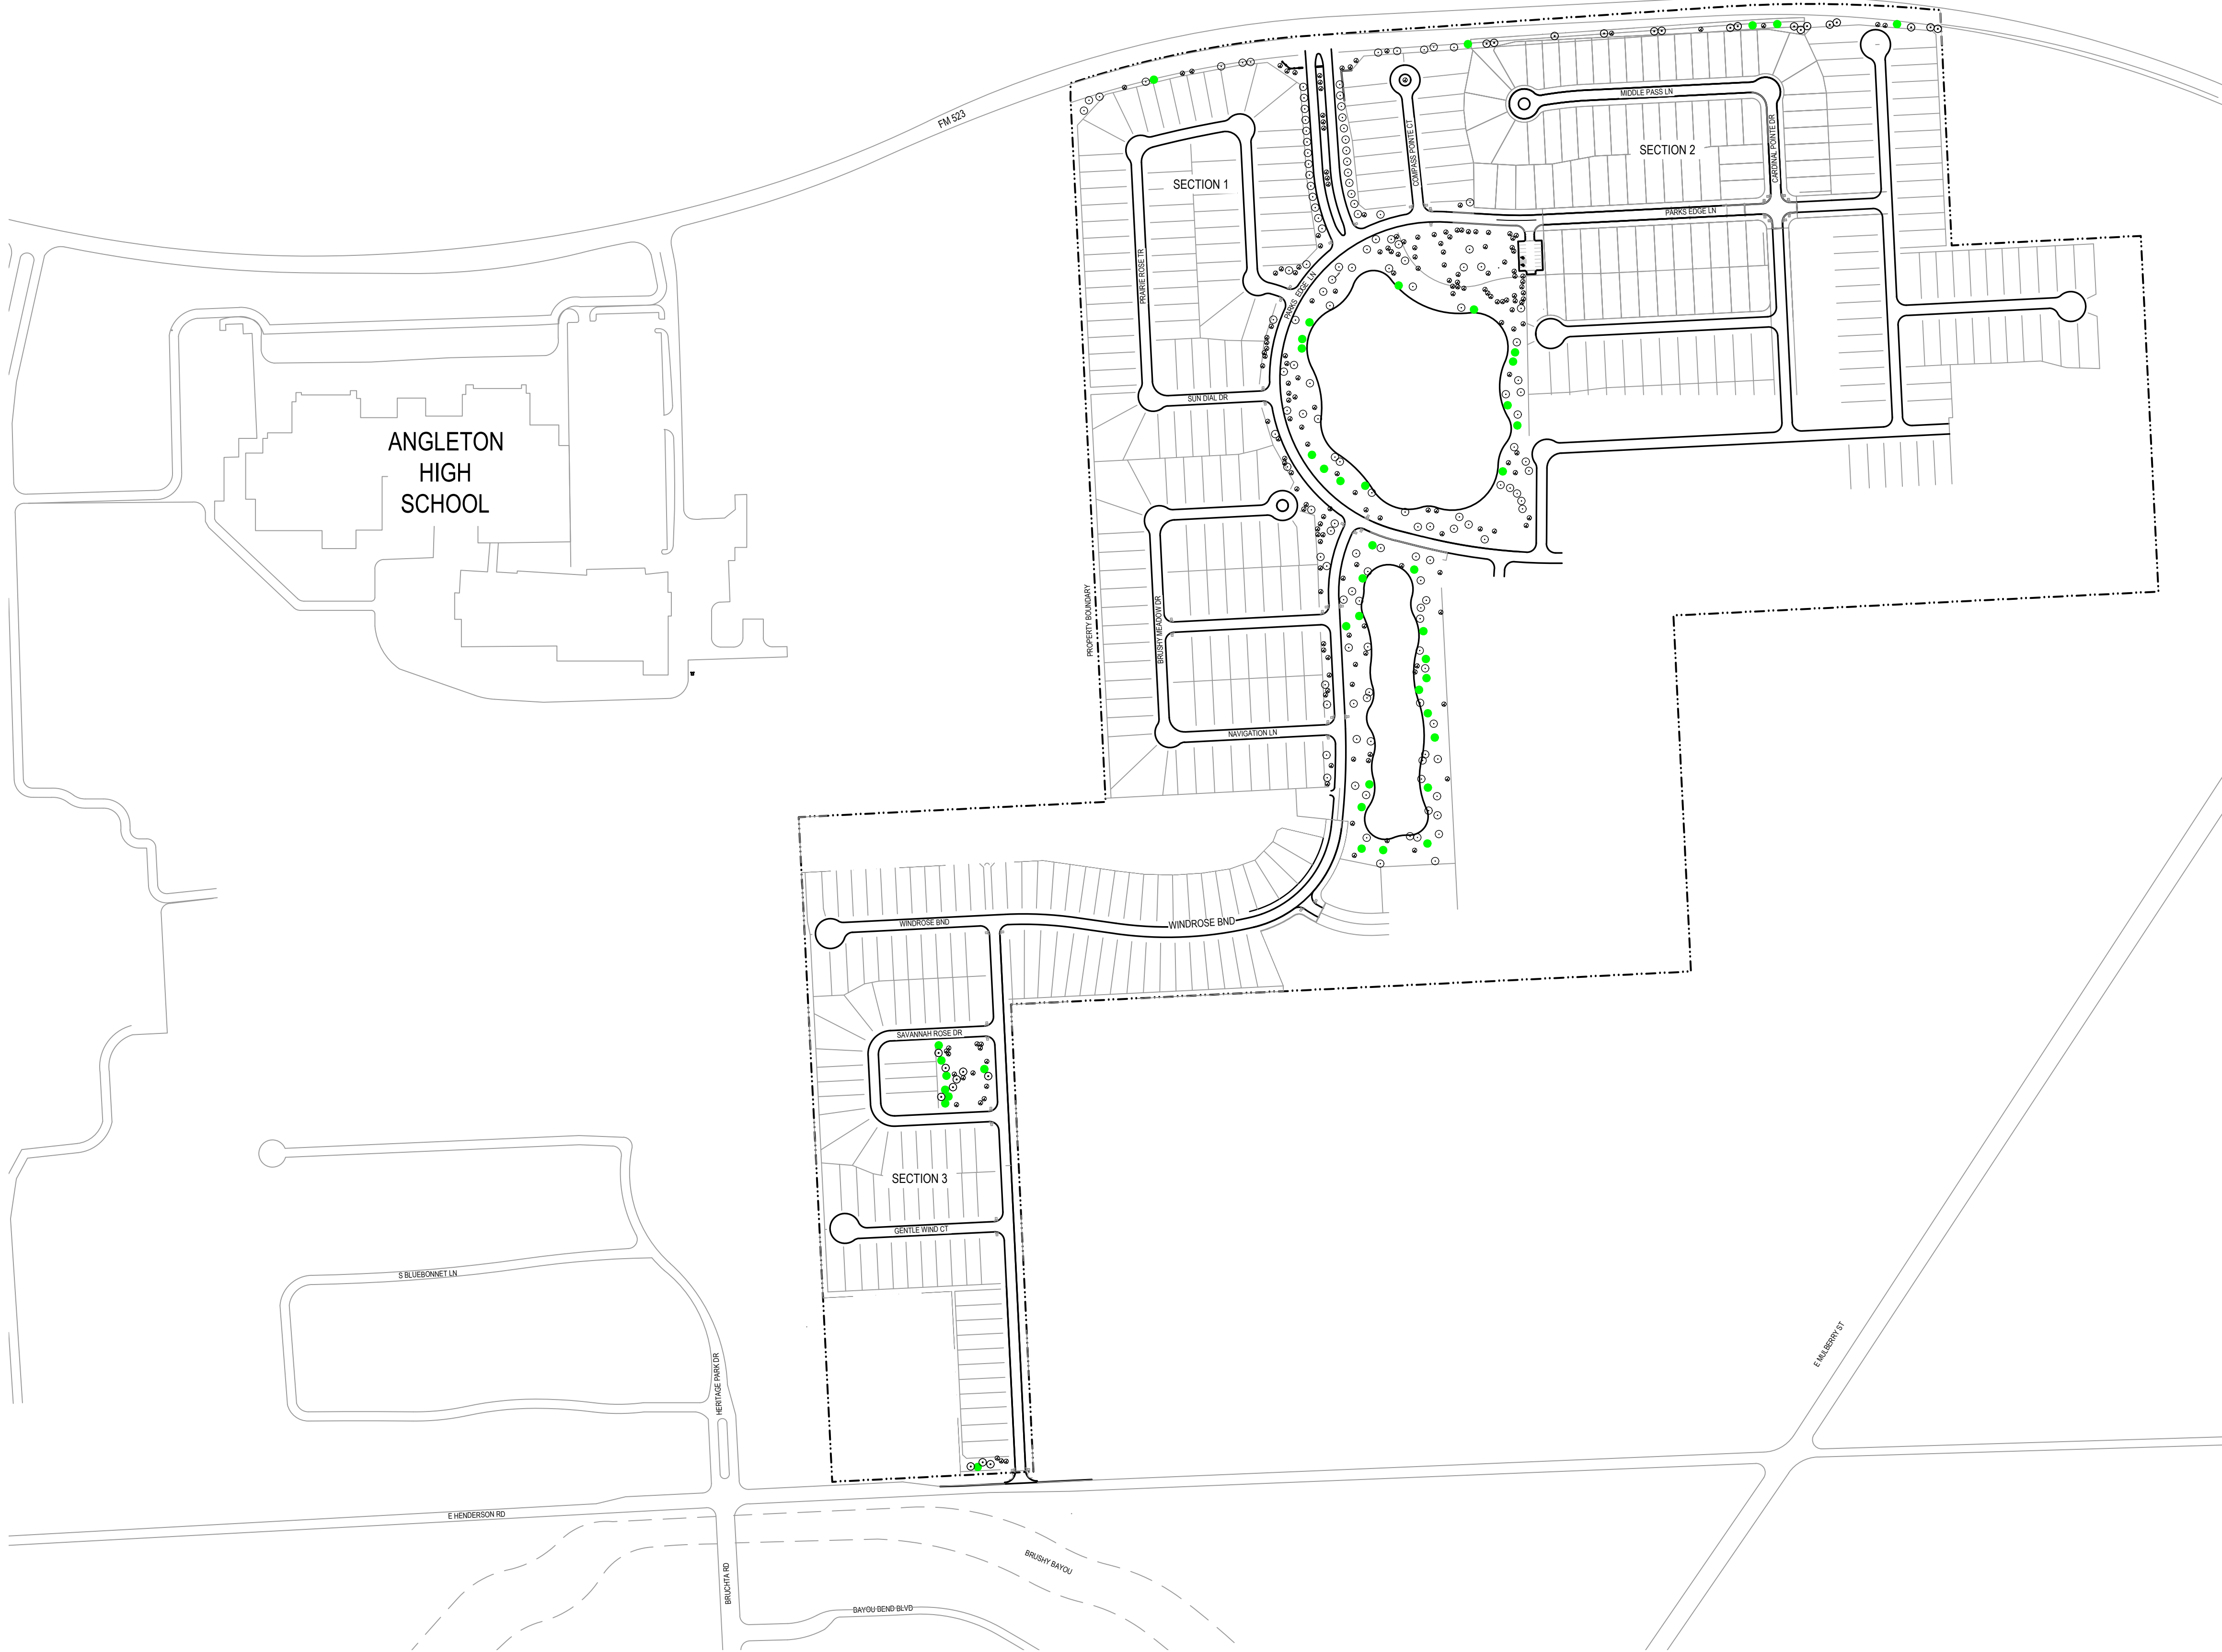 FM 523
MIDDLE PASS LN
SECTION 2
CARDINAL POINTE DR
COMPASS POINTE CT
SECTION 1
PARKS EDGE LN
PRAIRIE ROSE TR
PARKS EDGE LN
SUN DIAL DR
ANGLETON
HIGH
SCHOOL
PROPERTY BOUNDARY
BRUSHY MEADOW DR
NAVIGATION LN
WINDROSE BND
WINDROSE BND
SAVANNAH ROSE DR
SECTION 3
GENTLE WIND CT
S BLUEBONNET LN
HERITAGE PARK DR
E MULBERRY ST
E HENDERSON RD
BRUCHTA RD
BRUSHY BAYOU
BAYOU BEND BLVD